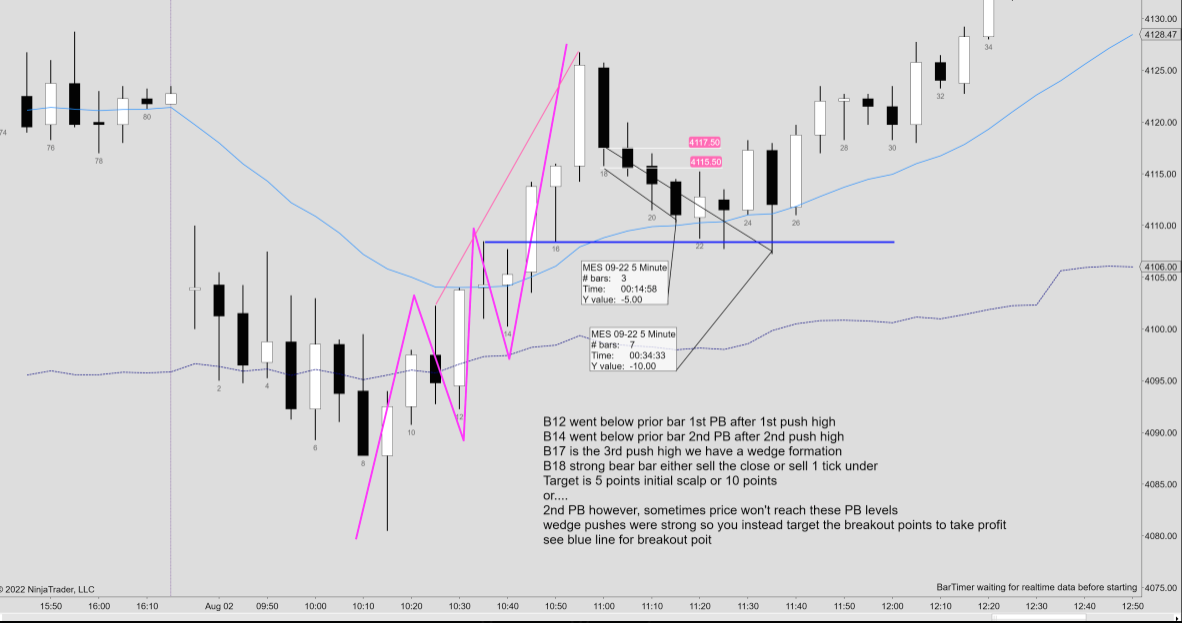 4130.00
4128.47
4125.00
4120.00
4115.00
4110.00
4106.00
4105.00
4100.00
4095.00
4090.00
4085.00
4080.00
4075.00
74
76
78
80
2
4
6
8
10
12
14
16
18
20
22
24
26
28
30
32
34
4117.50
4115.50
MES 09-22 5 Minute
# bars: 3
Time: 00:14:58
Y value: -5.00
MES 09-22 5 Minute
# bars: 7
Time: 00:34:33
Y value: -10.00
B12 went below prior bar 1st PB after 1st push high
B14 went below prior bar 2nd PB after 2nd push high
B17 is the 3rd push high we have a wedge formation
B18 strong bear bar either sell the close or sell 1 tick under
Target is 5 points initial scalp or 10 points
or....
2nd PB however, sometimes price won't reach these PB levels
wedge pushes were strong so you instead target the breakout points to take profit
see blue line for breakout poit
© 2022 NinjaTrader, LLC
BarTimer waiting for realtime data before starting
15:50 16:00 16:10 Aug 02 09:50 10:00 10:10 10:20 10:30 10:40 10:50 11:00 11:10 11:20 11:30 11:40 11:50 12:00 12:10 12:20 12:30 12:40 12:50